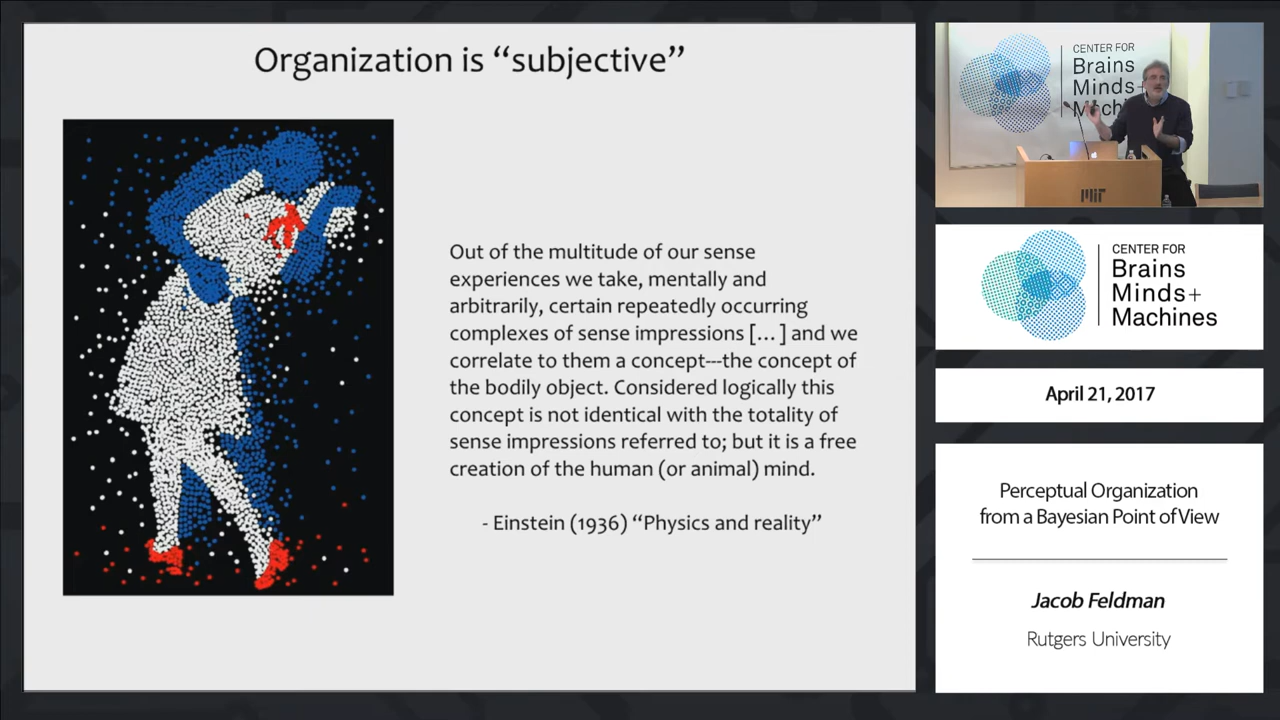 Organization is “subjective”
Out of the multitude of our sense
experiences we take, mentally and
arbitrarily, certain repeatedly occurring
complexes of sense impressions [...] and we
correlate to them a concept---the concept of
the bodily object. Considered logically this
concept is not identical with the totality of
sense impressions referred to; but it is a free
creation of the human (or animal) mind.
- Einstein (1936) “Physics and reality”
CENTER FOR
Brains
Minds+
Machi
MIT
CENTER FOR
Brains
Minds+
Machines
April 21, 2017
Perceptual Organization
from a Bayesian Point of View
Jacob Feldman
Rutgers University